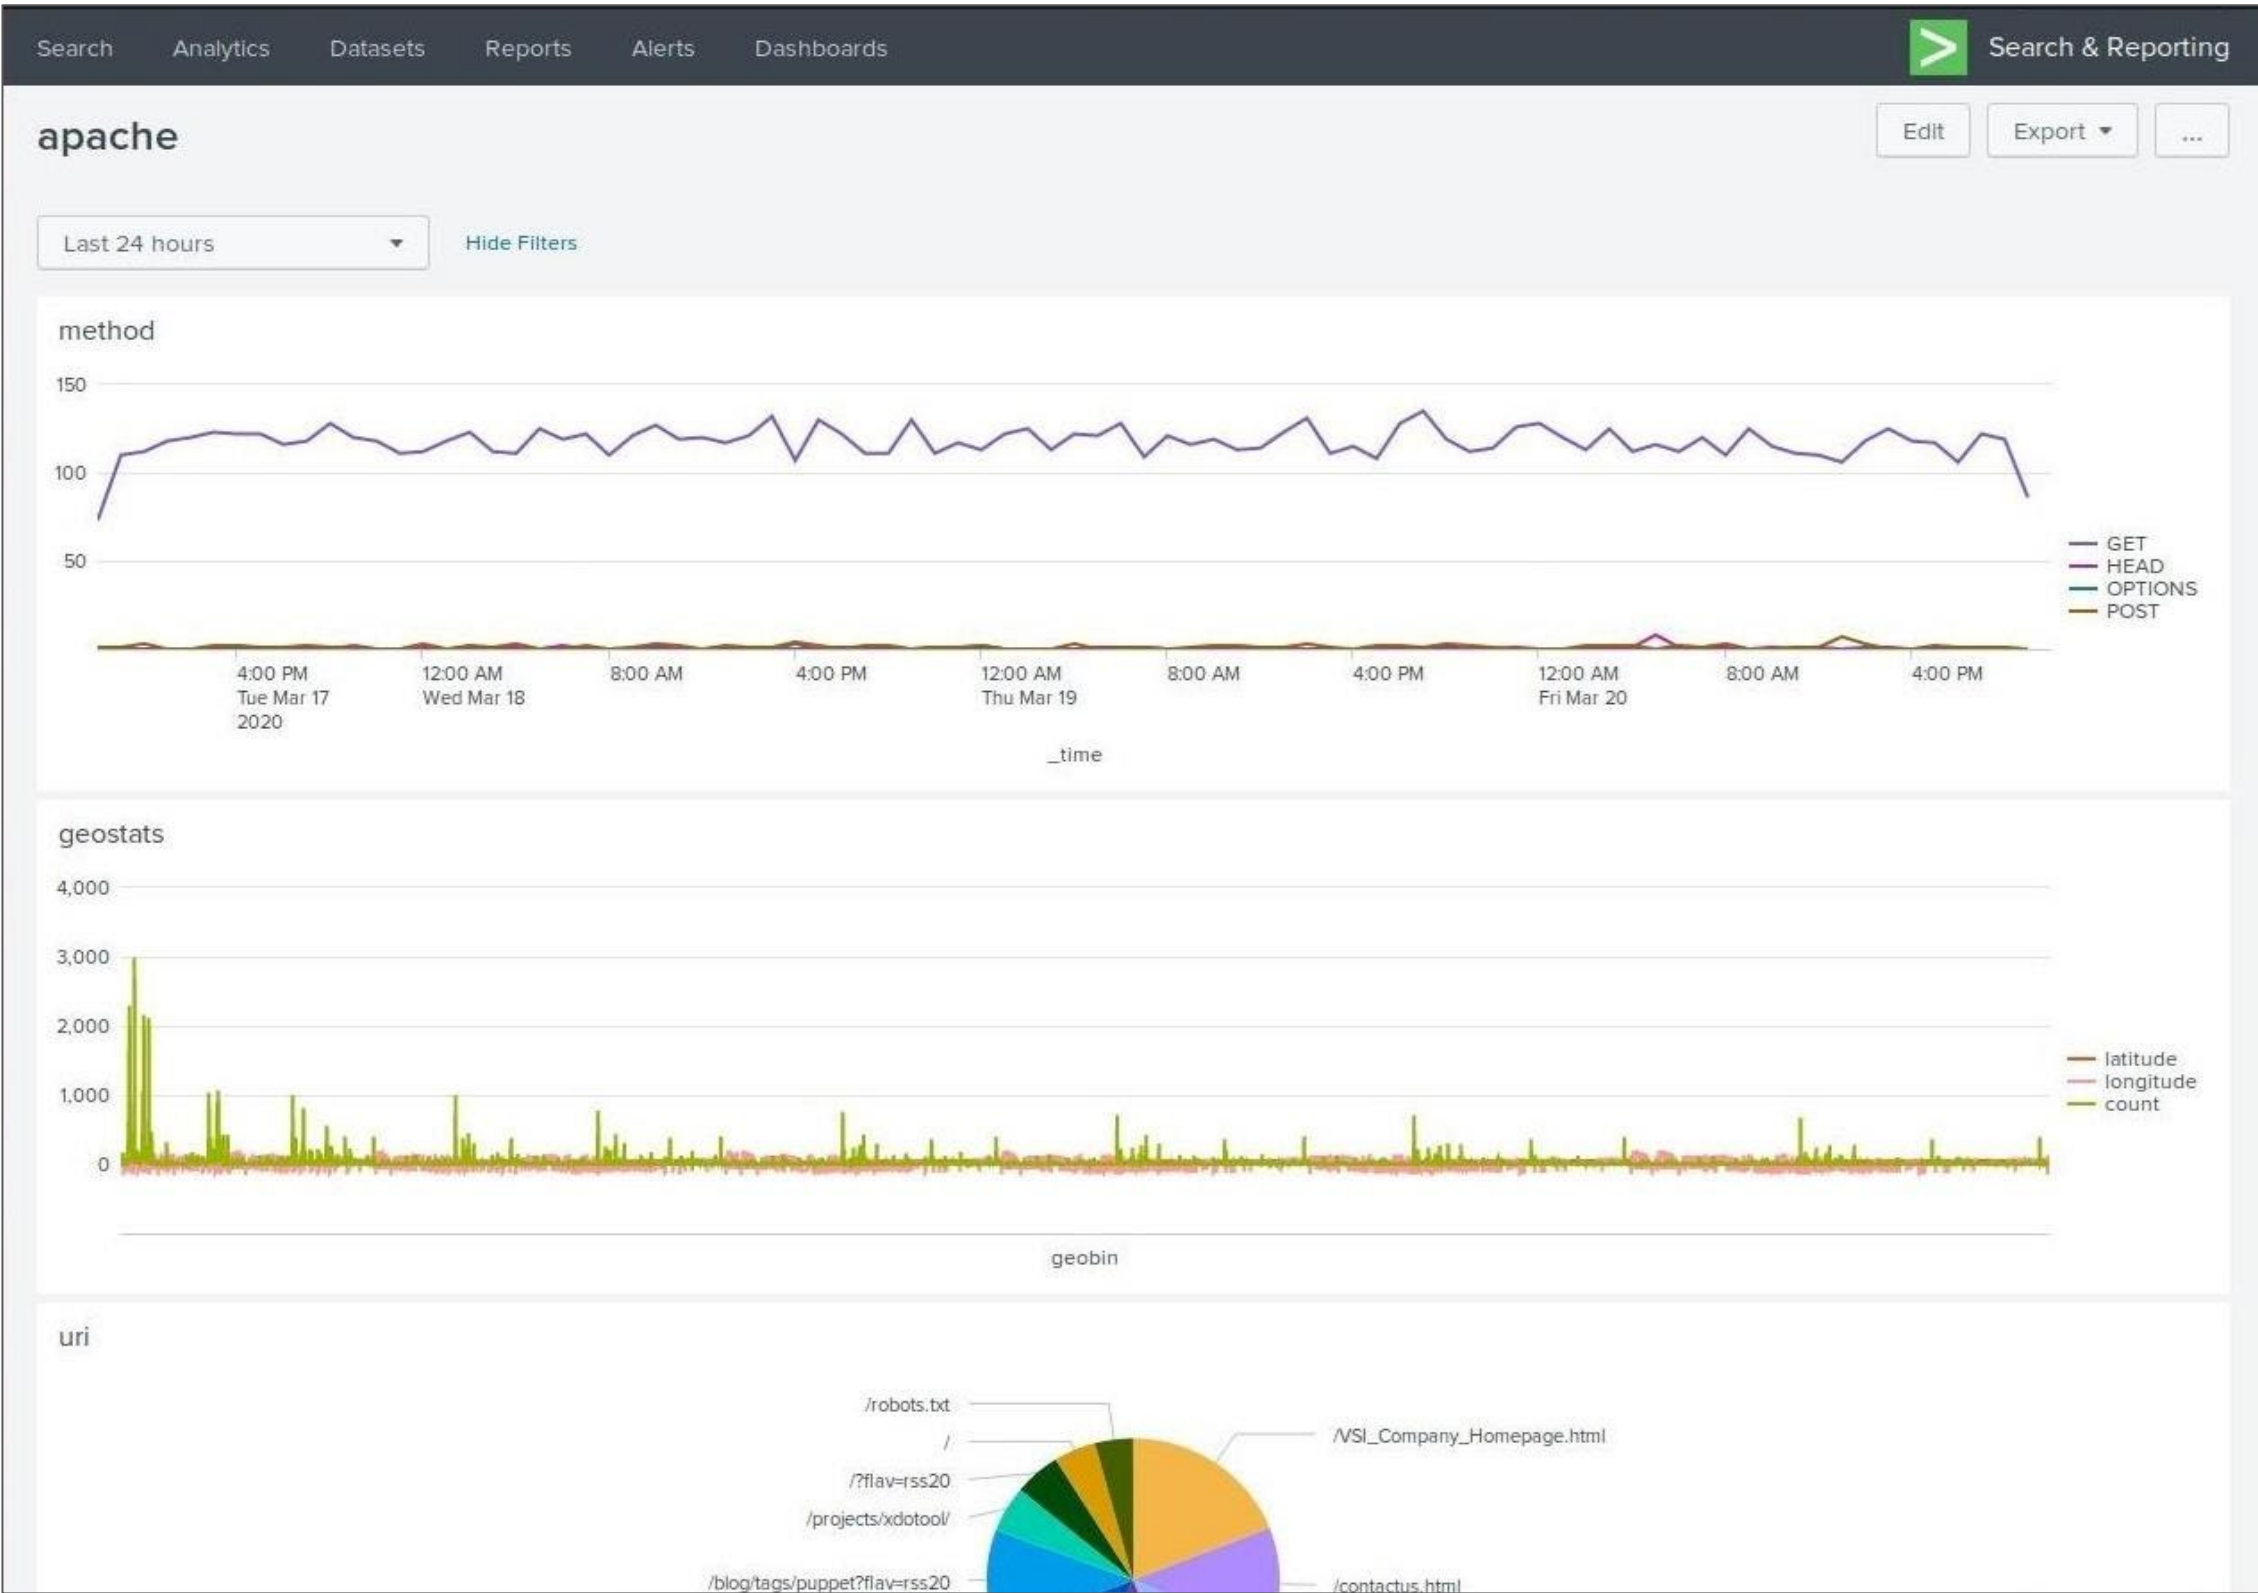 Search Analytics Datasets Reports Alerts Dashboards Search & Reporting
apache
Edit Export ...
Last 24 hours Hide Filters
method
150
100
50
GET
HEAD
OPTIONS
POST
4:00 PM 12:00 AM 8:00 AM 4:00 PM 12:00 AM 8:00 AM 4:00 PM 12:00 AM 8:00 AM 4:00 PM
Tue Mar 17 Wed Mar 18 Thu Mar 19 Fri Mar 20
2020
_time
geostats
4,000
3,000
2,000
1,000
0
latitude
longitude
count
geobin
uri
/robots.txt
/VSI_Company_Homepage.html
/
/?flav=rss20
/projects/xdotool/
/blog/tags/puppet?flav=rss20
/contactus.html